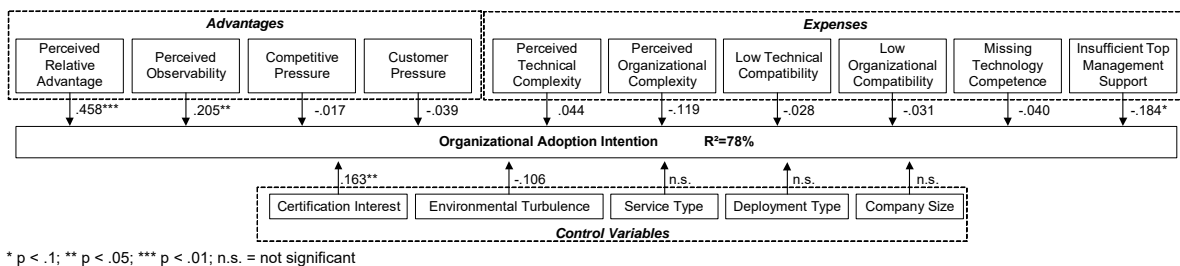 Advantages
Expenses
Perceived
Relative
Advantage
Perceived
Observability
Competitive
Pressure
Customer
Pressure
Perceived
Technical
Complexity
Perceived
Organizational
Complexity
Low Technical
Compatibility
Low
Organizational
Compatibility
Missing
Technology
Competence
Insufficient Top
Management
Support
.458***
.205**
-.017
-.039
.044
-.119
-.028
-.031
-.040
-.184*
Organizational Adoption Intention R²=78%
.163**
-.106
n.s.
n.s.
n.s.
Certification Interest
Environmental Turbulence
Service Type
Deployment Type
Company Size
Control Variables
* p < .1; ** p < .05; *** p < .01; n.s. = not significant